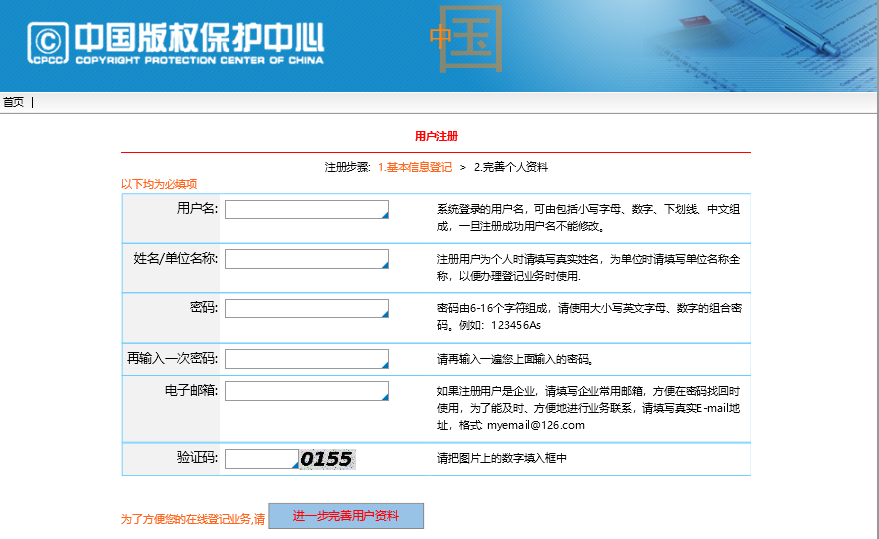 中国版权保护中心
CPCC
COPYRIGHT PROTECTION CENTER OF CHINA
中国
首页 |
用户注册
注册步骤: 1.基本信息登记 > 2.完善个人资料
以下均为必填项
用户名:
系统登录的用户名，可由包括小写字母、数字、下划线、中文组
成，一旦注册成功用户名不能修改。
姓名/单位名称:
注册用户为个人时请填写真实姓名，为单位时请填写单位名称全
称，以便办理登记业务时使用.
密码:
密码由6-16个字符组成，请使用大小写英文字母、数字的组合密
码。例如：123456As
再输入一次密码:
请再输入一遍您上面输入的密码。
电子邮箱:
如果注册用户是企业，请填写企业常用邮箱，方便在密码找回时
使用，为了能及时、方便地进行业务联系，请填写真实E-mail地
址，格式: myemail@126.com
验证码:
0155
请把图片上的数字填入框中
为了方便您的在线登记业务,请
进一步完善用户资料